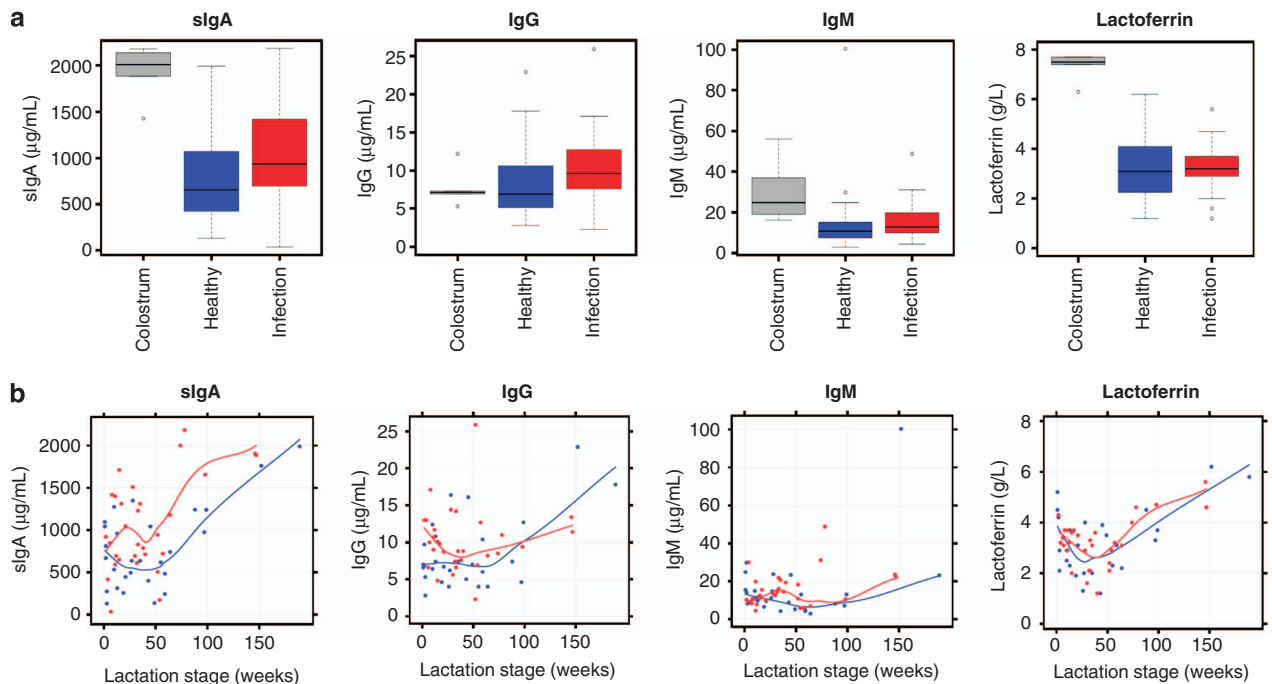 a
sIgA
IgG
IgM
Lactoferrin
sIgA (µg/mL)
2000
1500
1000
500
0
Colostrum
Healthy
Infection
IgG (µg/mL)
25
20
15
10
5
0
Colostrum
Healthy
Infection
IgM (µg/mL)
100
80
60
40
20
0
Colostrum
Healthy
Infection
Lactoferrin (g/L)
8
6
4
2
0
Colostrum
Healthy
Infection
b
sIgA
IgG
IgM
Lactoferrin
sIgA (µg/mL)
2000
1500
1000
500
0
0 50 100 150
Lactation stage (weeks)
IgG (µg/mL)
25
20
15
10
5
0
0 50 100 150
Lactation stage (weeks)
IgM (µg/mL)
100
80
60
40
20
0
0 50 100 150
Lactation stage (weeks)
Lactoferrin (g/L)
8
6
4
2
0
0 50 100 150
Lactation stage (weeks)